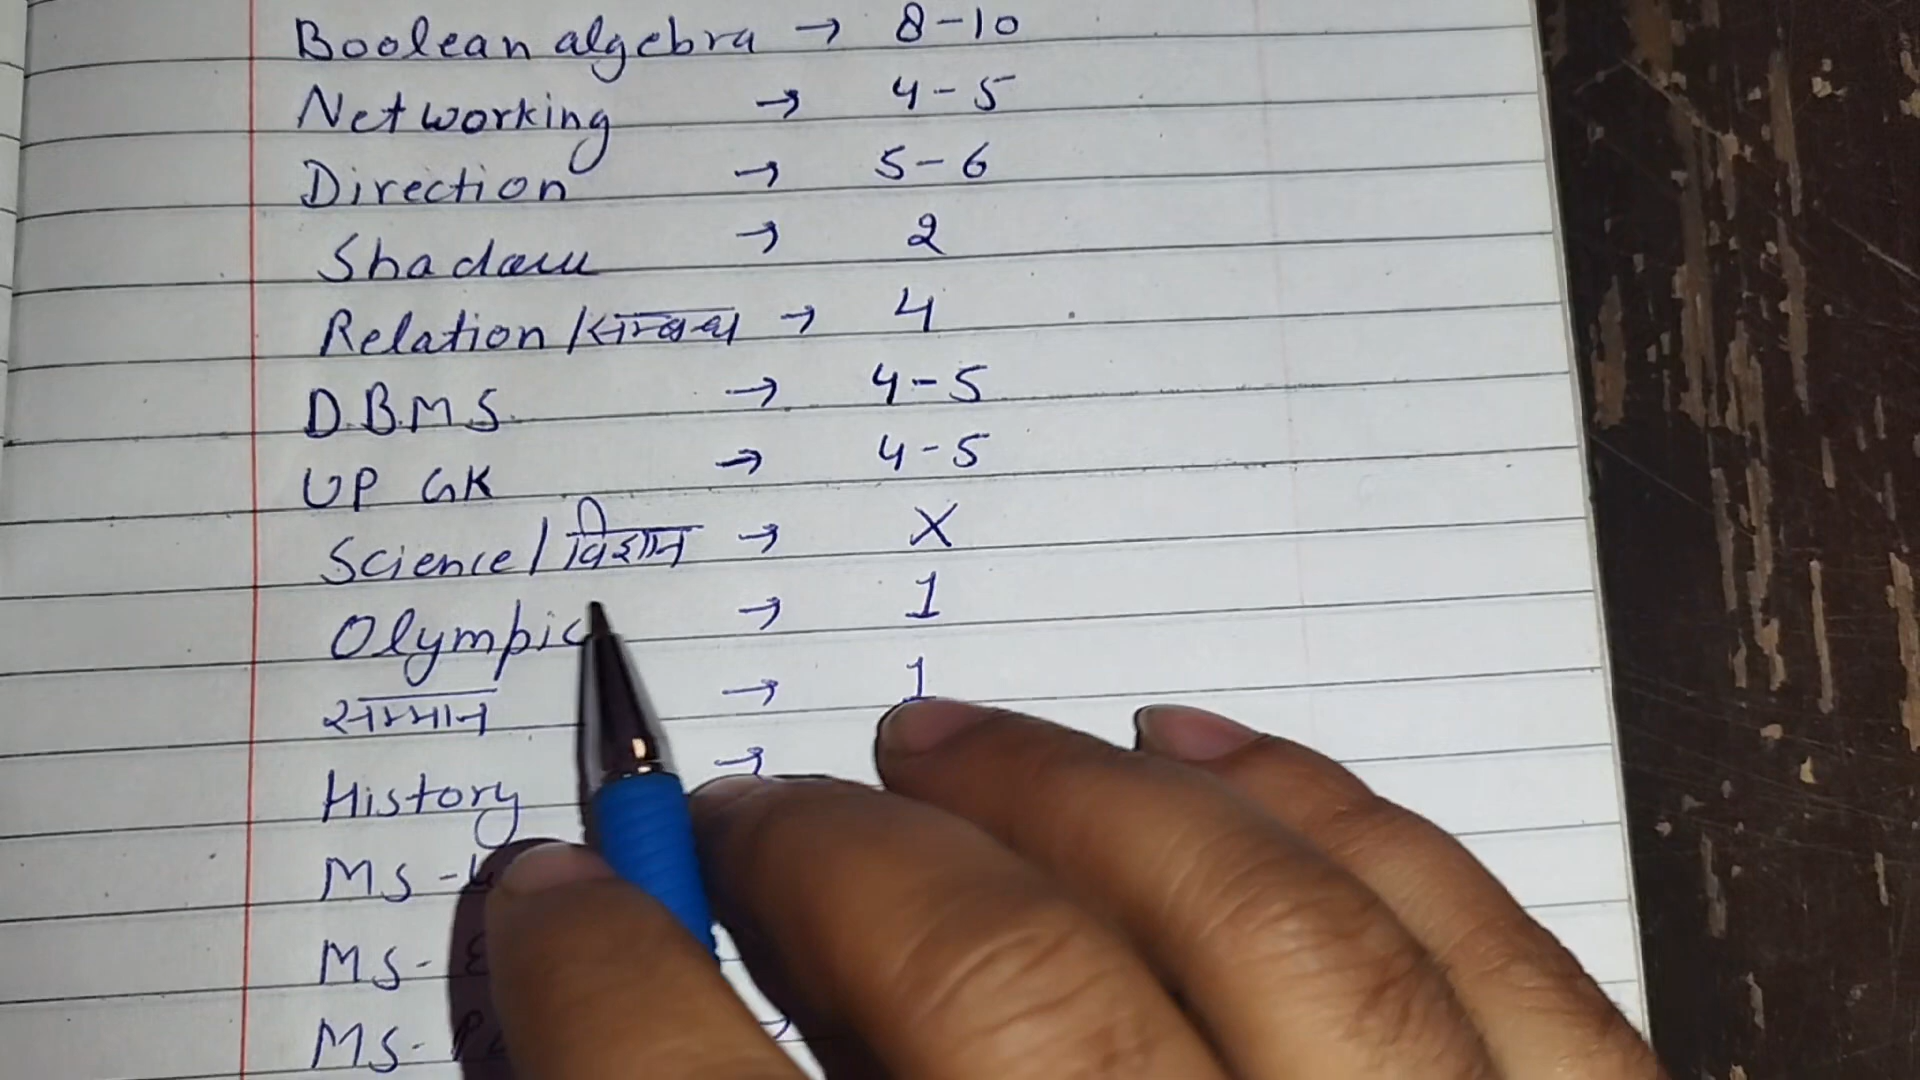 Boolean algebra → 8-10
Networking → 4-5
Direction → 5-6
Shadow → 2
Relation/सम्बन्ध → 4
D.B.M.S. → 4-5
UP GK → 4-5
Science/विज्ञान → X
Olympic → 1
सम्मान → 1
History →
MS-
MS-
MS-